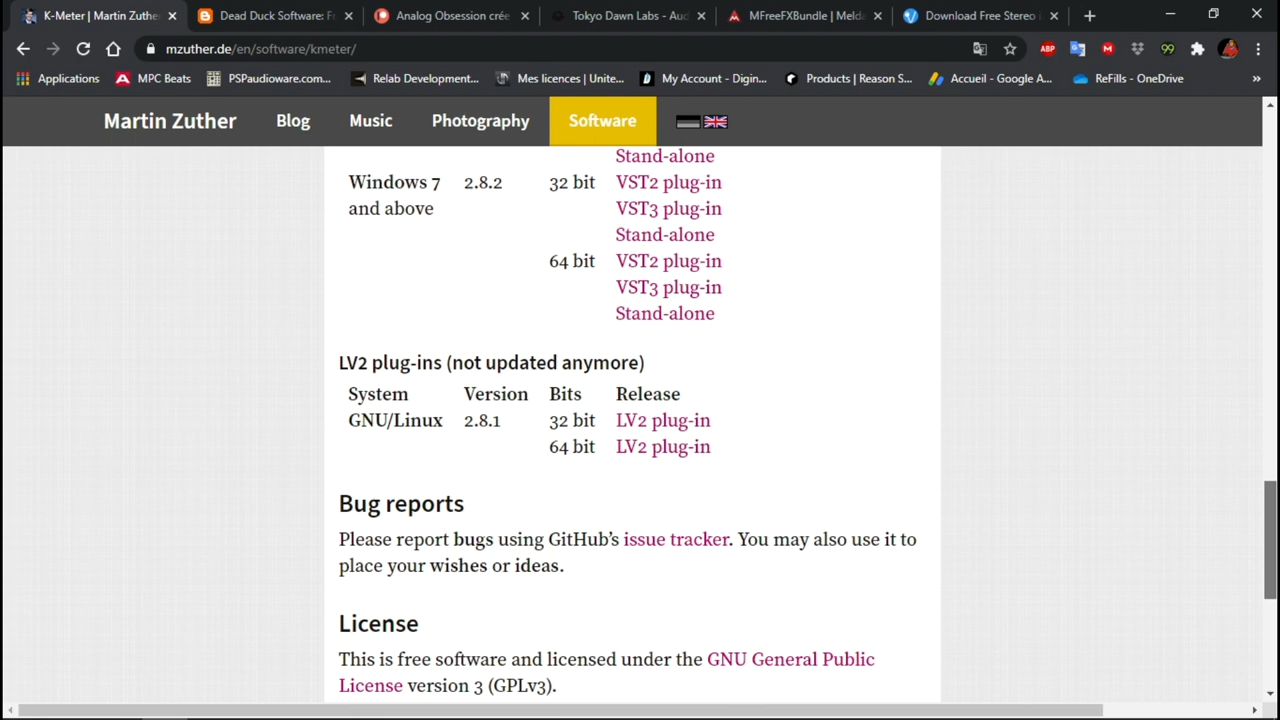 K-Meter | Martin Zuther
Dead Duck Software: Fr
Analog Obsession crée
Tokyo Dawn Labs - Aud
MFreeFXBundle | Melda
Download Free Stereo i
mzuther.de/en/software/kmeter/
ABP
99
Applications
MPC Beats
PSPaudioware.com...
Relab Development...
Mes licences | Unite...
My Account - Digin...
Products | Reason S...
Accueil - Google A...
ReFills - OneDrive
»
Martin Zuther
Blog
Music
Photography
Software
Stand-alone
Windows 7 2.8.2 32 bit VST2 plug-in
and above VST3 plug-in
Stand-alone
64 bit VST2 plug-in
VST3 plug-in
Stand-alone
LV2 plug-ins (not updated anymore)
System Version Bits Release
GNU/Linux 2.8.1 32 bit LV2 plug-in
64 bit LV2 plug-in
Bug reports
Please report bugs using GitHub's issue tracker. You may also use it to
place your wishes or ideas.
License
This is free software and licensed under the GNU General Public
License version 3 (GPLv3).